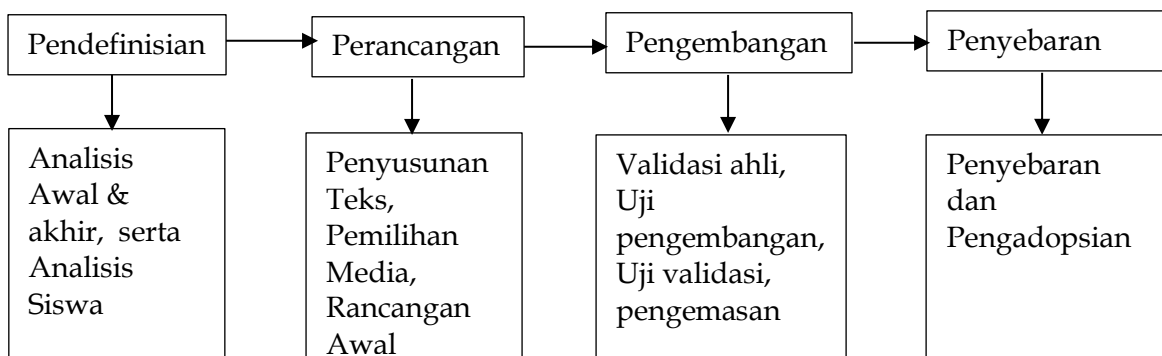 Pendefinisian
Perancangan
Pengembangan
Penyebaran
Analisis
Awal &
akhir, serta
Analisis
Siswa
Penyusunan
Teks,
Pemilihan
Media,
Rancangan
Awal
Validasi ahli,
Uji
pengembangan,
Uji validasi,
pengemasan
Penyebaran
dan
Pengadopsian